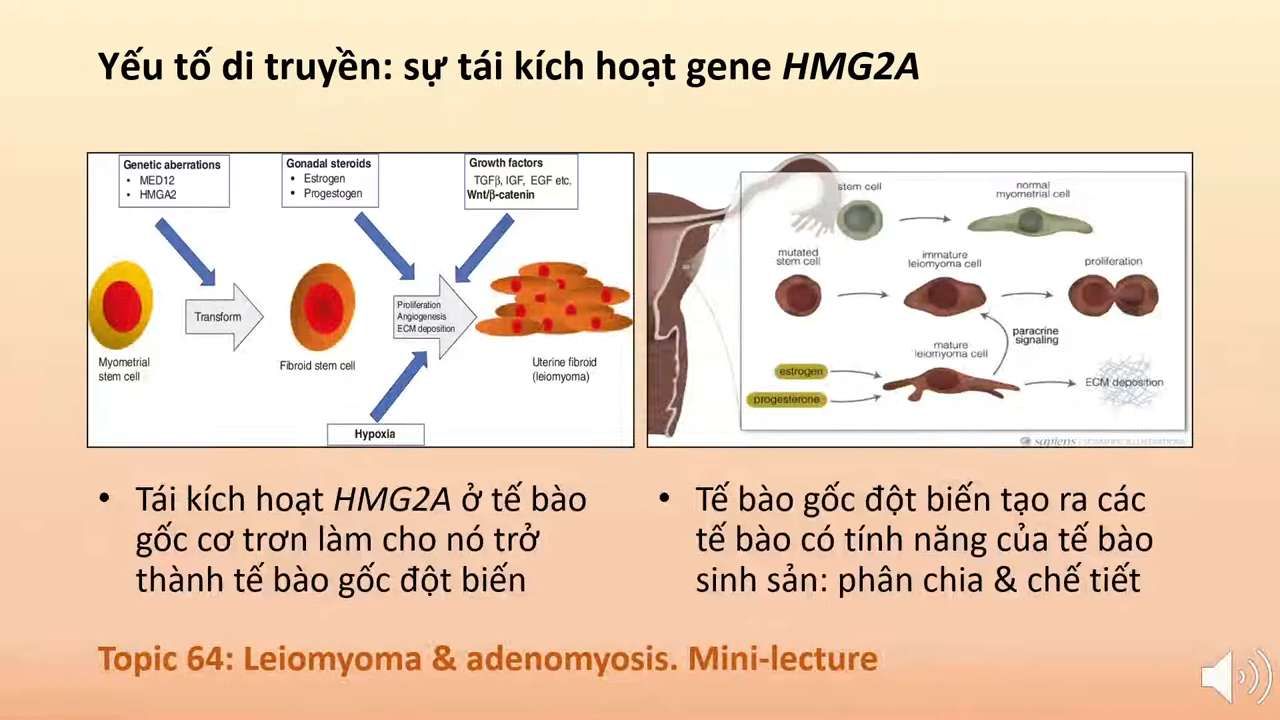 Yếu tố di truyền: sự tái kích hoạt gene HMG2A
Genetic aberrations
• MED12
• HMGA2
Gonadal steroids
• Estrogen
• Progestogen
Growth factors
TGFβ, IGF, EGF etc.
Wnt/β-catenin
Transform
Proliferation
Angiogenesis
ECM deposition
Myometrial
stem cell
Fibroid stem cell
Uterine fibroid
(leiomyoma)
Hypoxia
stem cell
normal
myometrial cell
mutated
stem cell
immature
leiomyoma cell
proliferation
paracrine
signaling
mature
leiomyoma cell
estrogen
progesterone
ECM deposition
sapiens | SCIENTIFIC ILLUSTRATIONS
• Tái kích hoạt HMG2A ở tế bào
gốc cơ trơn làm cho nó trở
thành tế bào gốc đột biến
• Tế bào gốc đột biến tạo ra các
tế bào có tính năng của tế bào
sinh sản: phân chia & chế tiết
Topic 64: Leiomyoma & adenomyosis. Mini-lecture